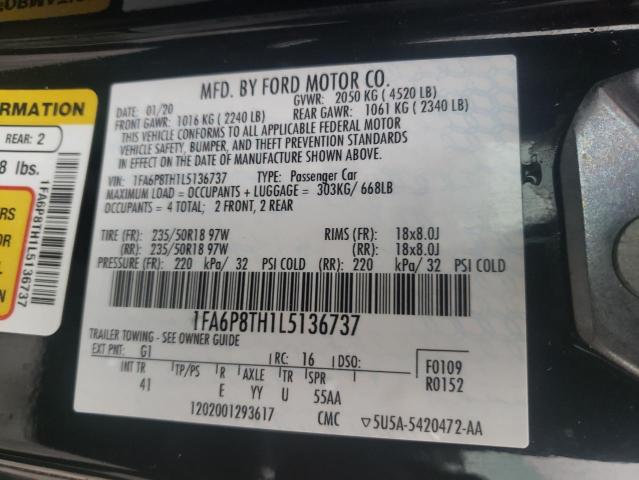 MFD. BY FORD MOTOR CO.
DATE: 01/20 GVWR: 2050 KG ( 4520 LB)
FRONT GAWR: 1016 KG ( 2240 LB) REAR GAWR: 1061 KG ( 2340 LB)
THIS VEHICLE CONFORMS TO ALL APPLICABLE FEDERAL MOTOR
VEHICLE SAFETY, BUMPER, AND THEFT PREVENTION STANDARDS
IN EFFECT ON THE DATE OF MANUFACTURE SHOWN ABOVE.
VIN: 1FA6P8TH1L5136737 TYPE: Passenger Car
MAXIMUM LOAD = OCCUPANTS + LUGGAGE = 303KG/ 668LB
OCCUPANTS = 4 TOTAL; 2 FRONT, 2 REAR
TIRE (FR): 235/50R18 97W RIMS (FR): 18x8.0J
(RR): 235/50R18 97W (RR): 18x8.0J
PRESSURE (FR): 220 kPa/ 32 PSI COLD (RR): 220 kPa/ 32 PSI COLD
1FA6P8TH1L5136737
TRAILER TOWING - SEE OWNER GUIDE
EXT PNT: G1 RC: 16 DSO: F0109
INT TR TP/PS R AXLE TR SPR R0152
41 E YY U 55AA
1202001293617 CMC ▽5U5A-5420472-AA
ORMATION
REAR: 2
8 lbs.
1FA6P8TH1L5136737
RS
OR
L
N